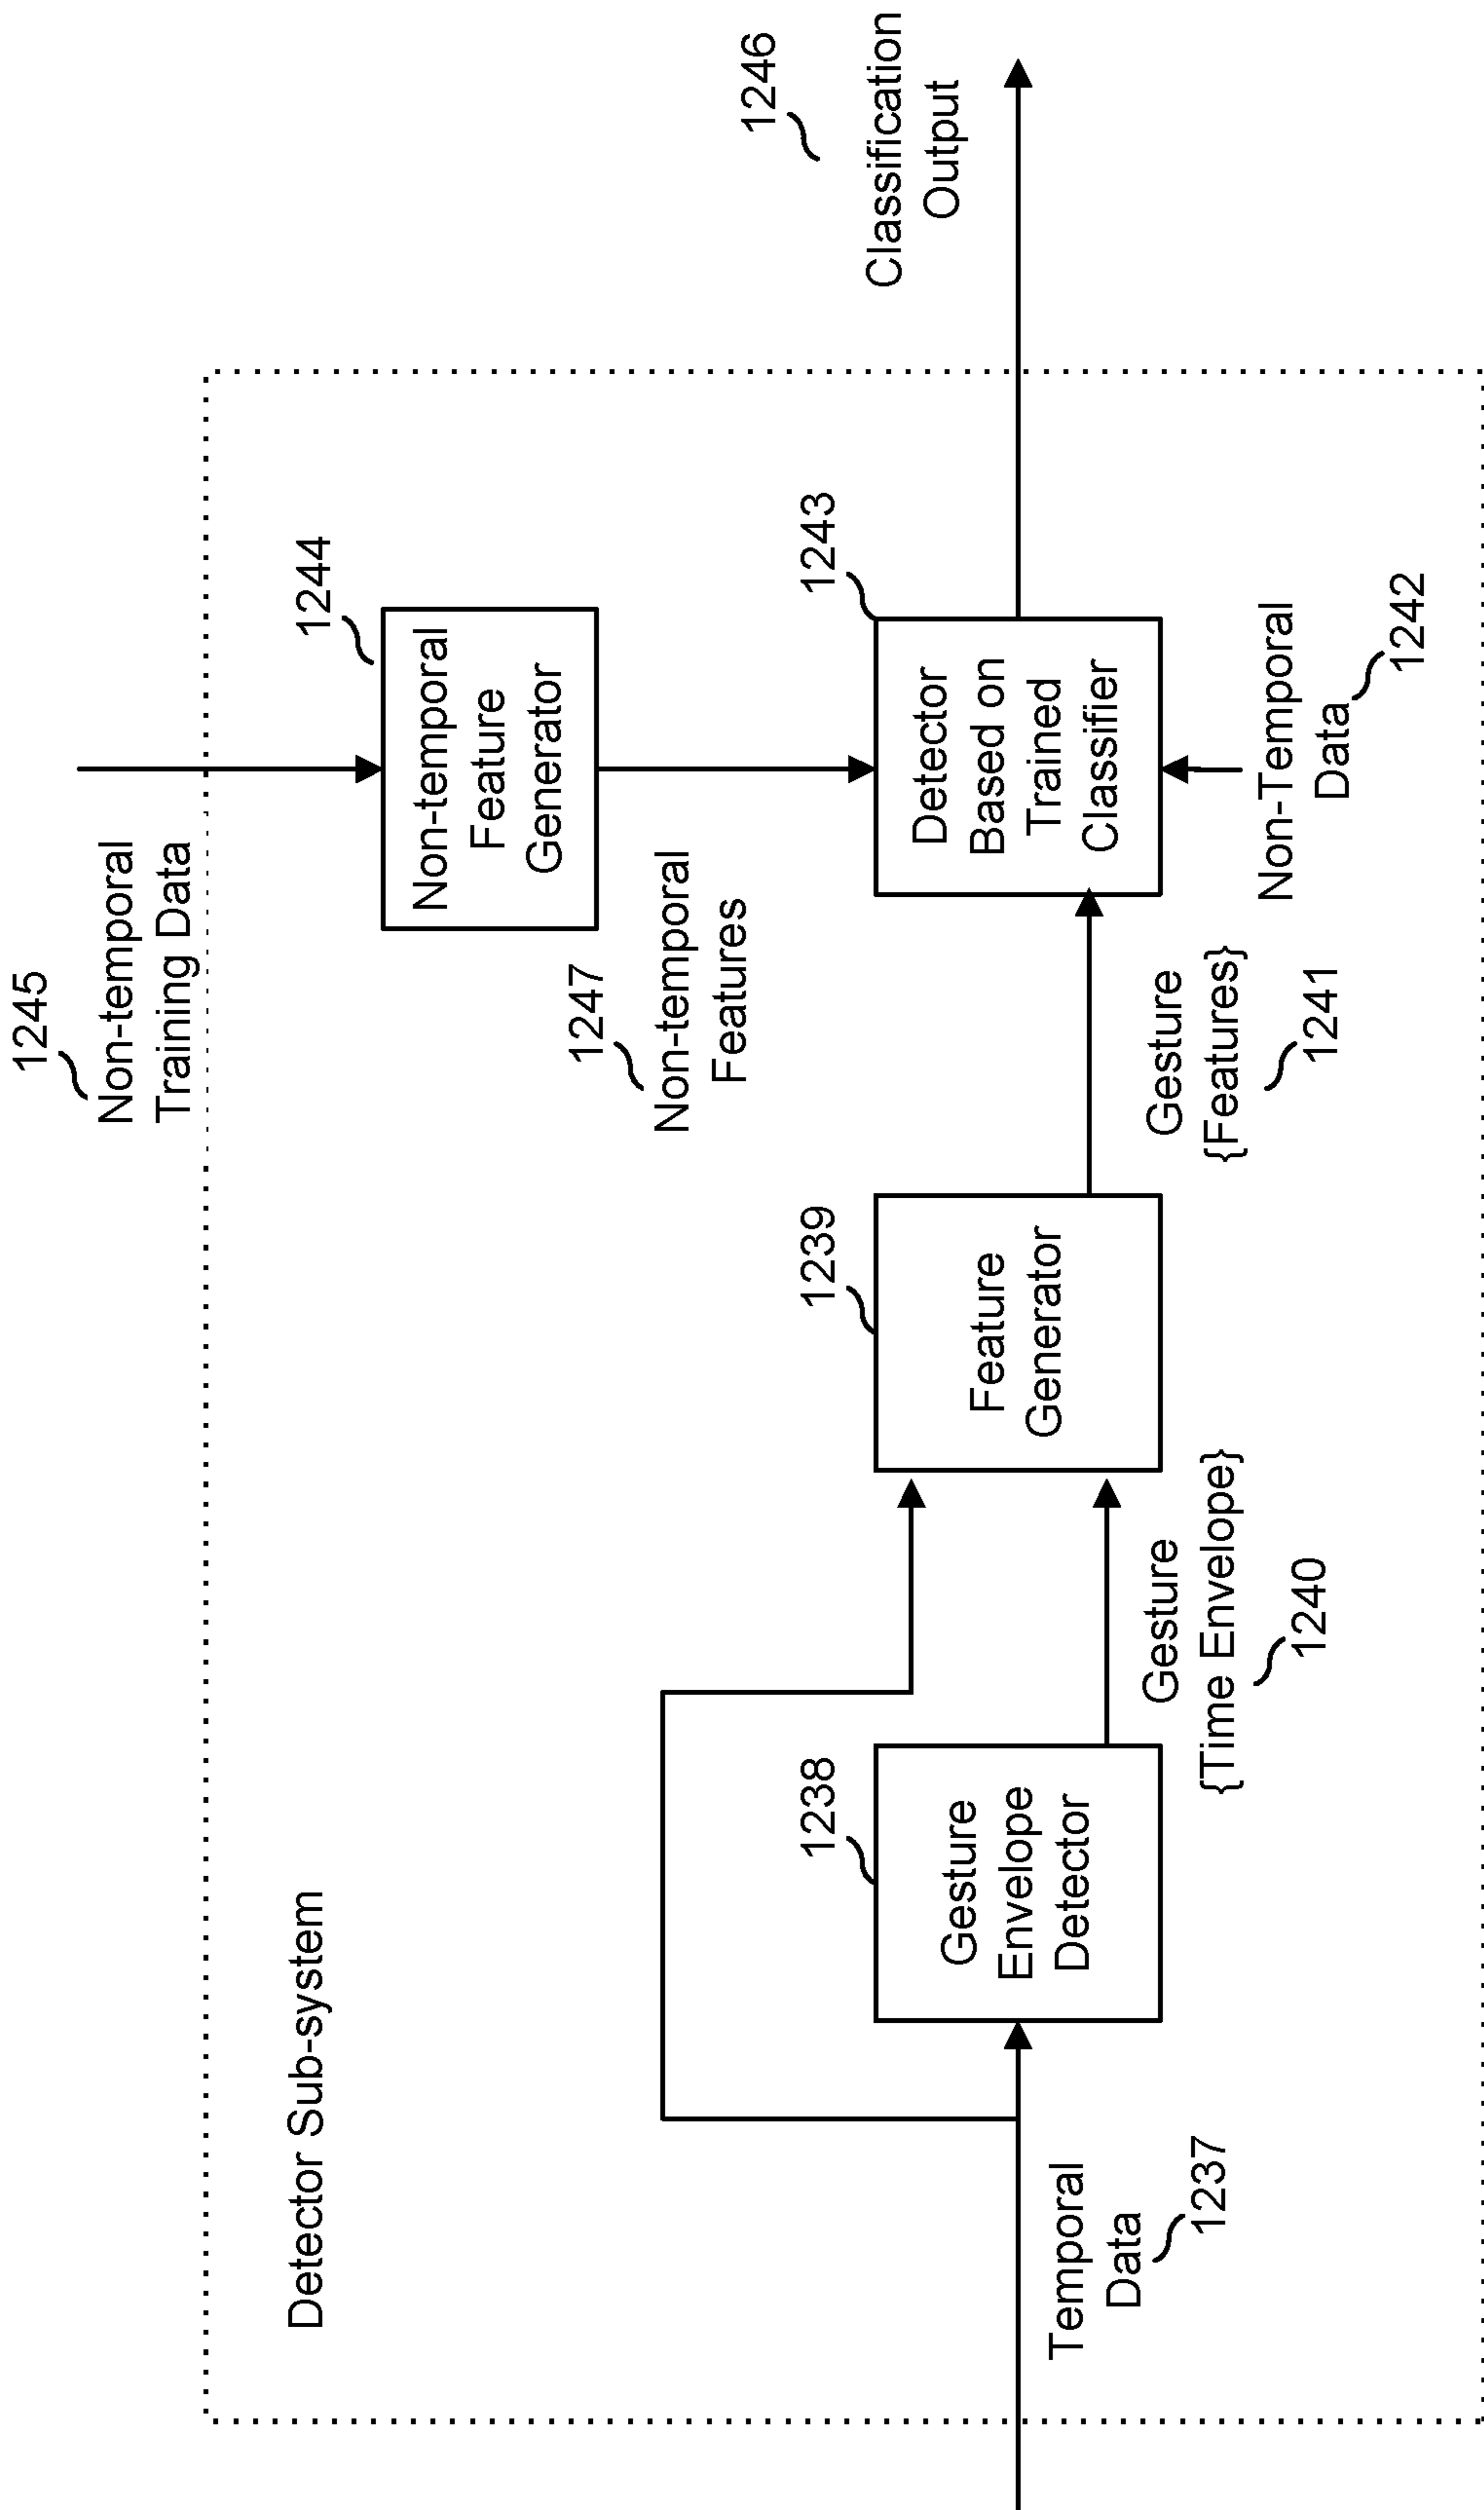 1245
Non-temporal
Training Data
Detector Sub-system
1244
Non-temporal
Feature
Generator
1247
Non-temporal
Features
1246
Classification
Output
1238
Gesture
Envelope
Detector
1239
Feature
Generator
1243
Detector
Based on
Trained
Classifier
Temporal
Data
1237
Gesture
{Time Envelope}
1240
Gesture
{Features}
1241
Non-Temporal
Data
1242